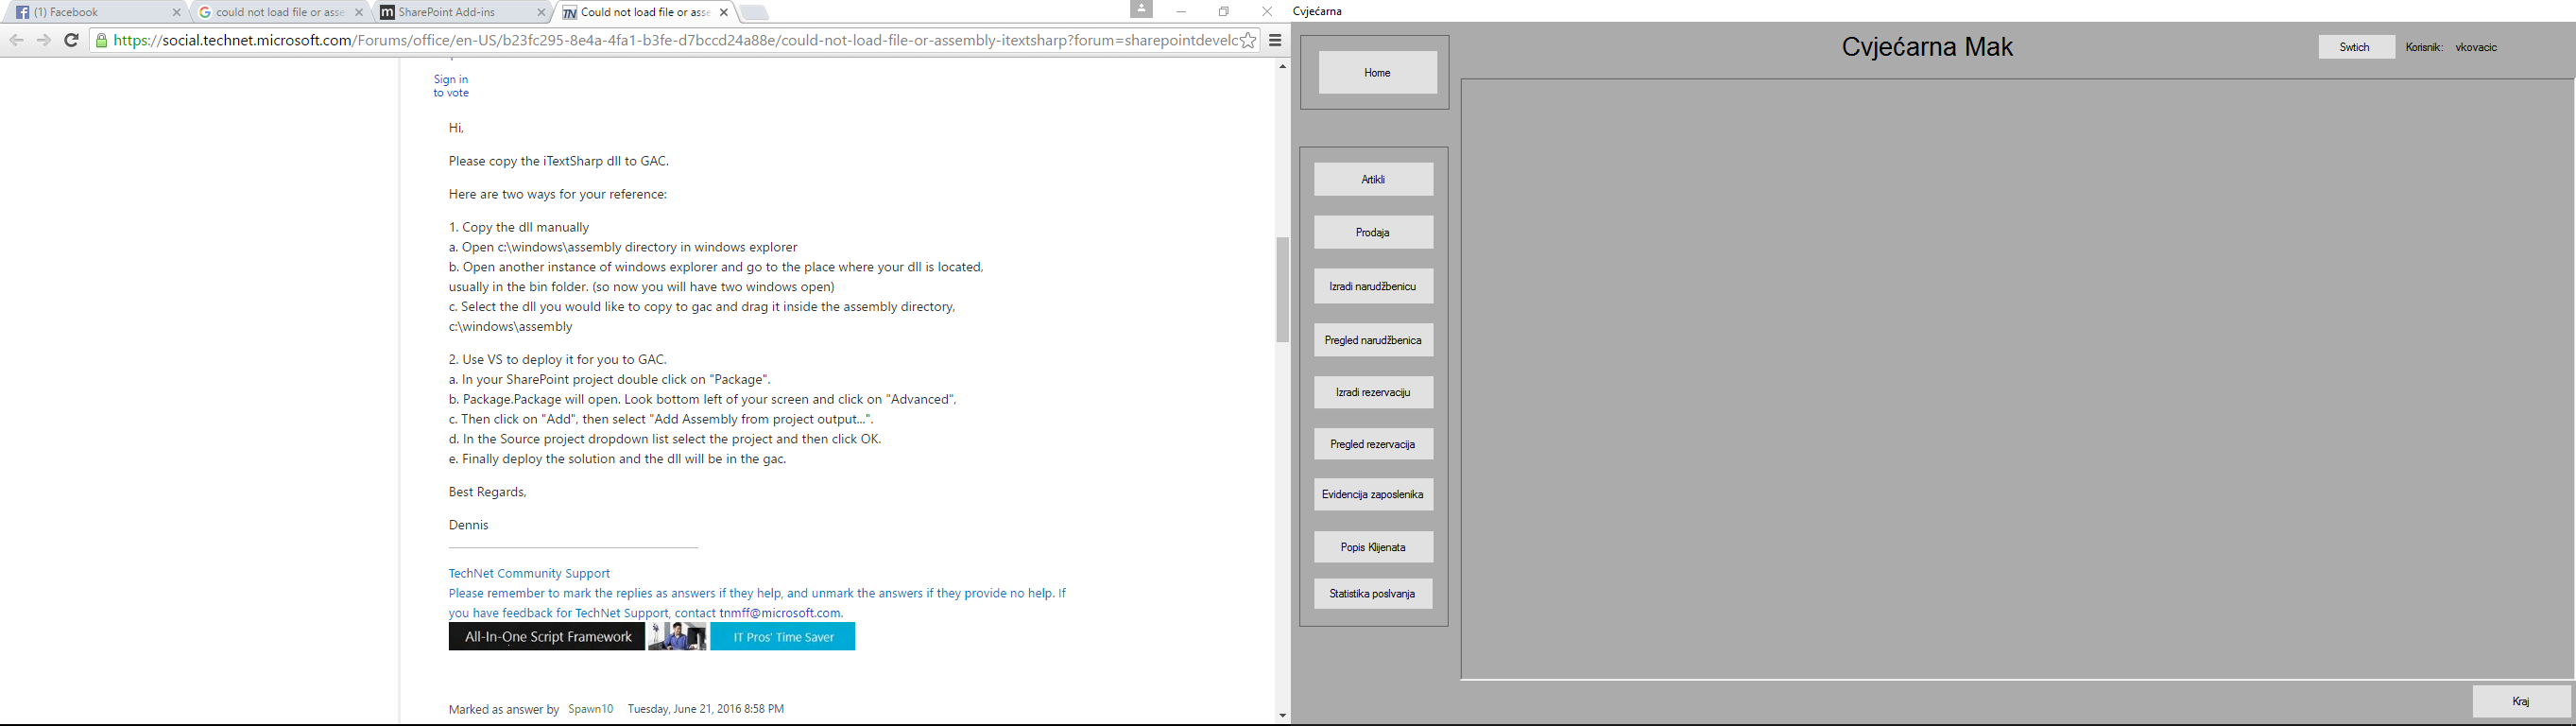 (1) Facebook
could not load file or asse
SharePoint Add-ins
Could not load file or asse
https://social.technet.microsoft.com/Forums/office/en-US/b23fc295-8e4a-4fa1-b3fe-d7bccd24a88e/could-not-load-file-or-assembly-itextsharp?forum=sharepointdevelc
Sign in
to vote
Hi,
Please copy the iTextSharp dll to GAC.
Here are two ways for your reference:
1. Copy the dll manually
a. Open c:\windows\assembly directory in windows explorer
b. Open another instance of windows explorer and go to the place where your dll is located,
usually in the bin folder. (so now you will have two windows open)
c. Select the dll you would like to copy to gac and drag it inside the assembly directory,
c:\windows\assembly
2. Use VS to deploy it for you to GAC.
a. In your SharePoint project double click on "Package".
b. Package.Package will open. Look bottom left of your screen and click on "Advanced",
c. Then click on "Add", then select "Add Assembly from project output...".
d. In the Source project dropdown list select the project and then click OK.
e. Finally deploy the solution and the dll will be in the gac.
Best Regards,
Dennis
TechNet Community Support
Please remember to mark the replies as answers if they help, and unmark the answers if they provide no help. If
you have feedback for TechNet Support, contact tnmff@microsoft.com.
All-In-One Script Framework
IT Pros' Time Saver
Marked as answer by Spawn10 Tuesday, June 21, 2016 8:58 PM
Cvjećarna
Cvjećarna Mak
Swtich
Korisnik: vkovacic
Home
Artikli
Prodaja
Izradi narudžbenicu
Pregled narudžbenica
Izradi rezervaciju
Pregled rezervacija
Evidencija zaposlenika
Popis Klijenata
Statistika poslvanja
Kraj